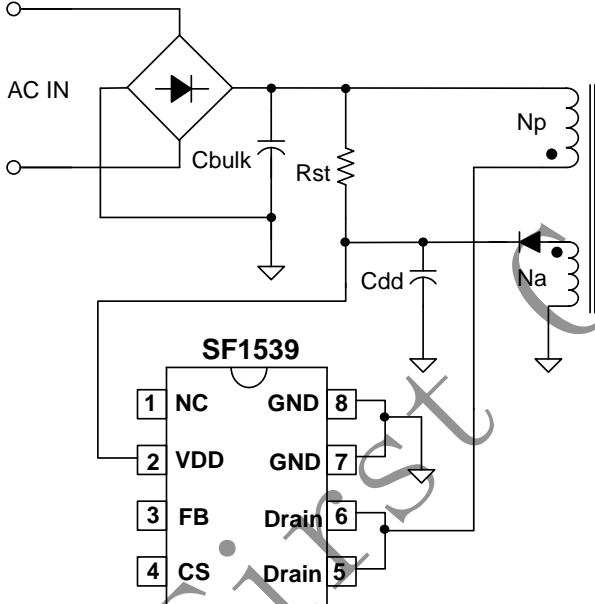 AC IN
Cbulk
Rst
Np
Cdd
Na
SF1539
1 NC
GND 8
2 VDD
GND 7
3 FB
Drain 6
4 CS
Drain 5